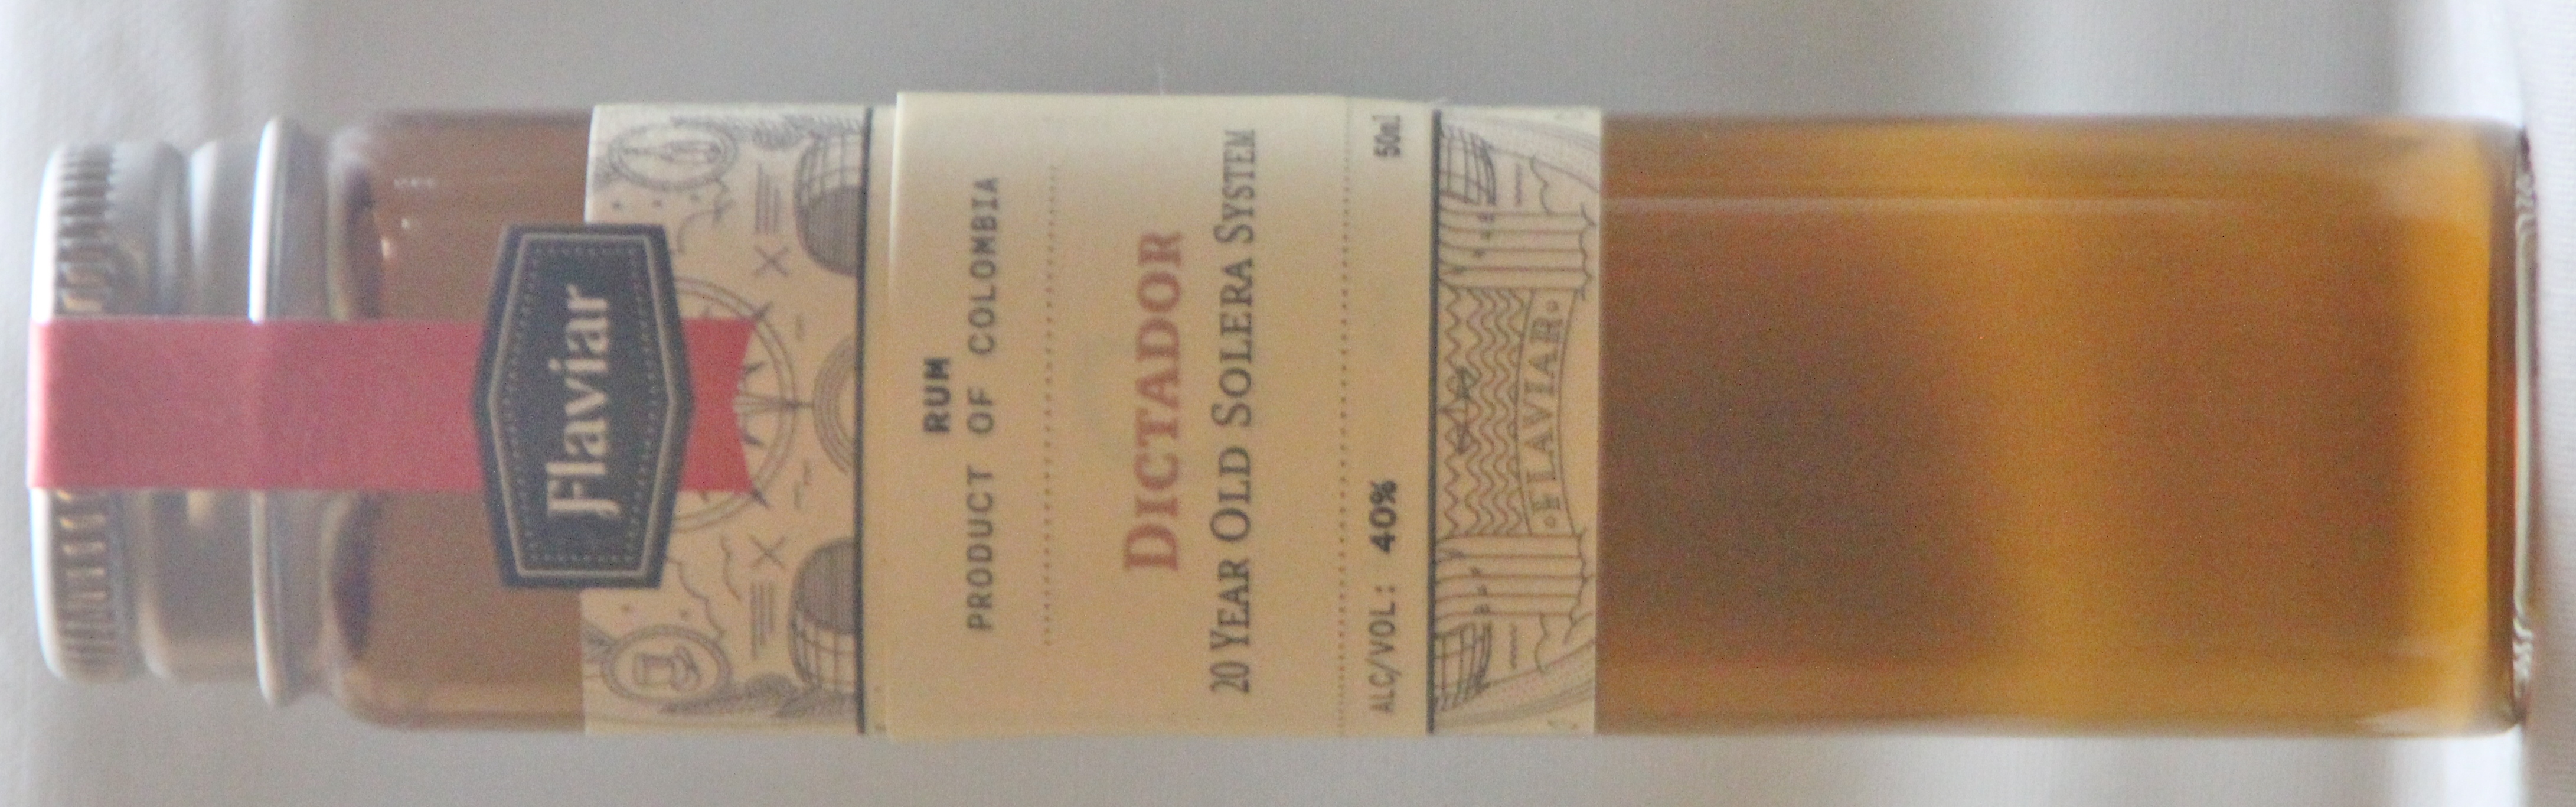 Flaviar
RUM
PRODUCT OF COLOMBIA
DICTADOR
20 YEAR OLD SOLERA SYSTEM
ALC/VOL: 40% 50ml
FLAVIAR